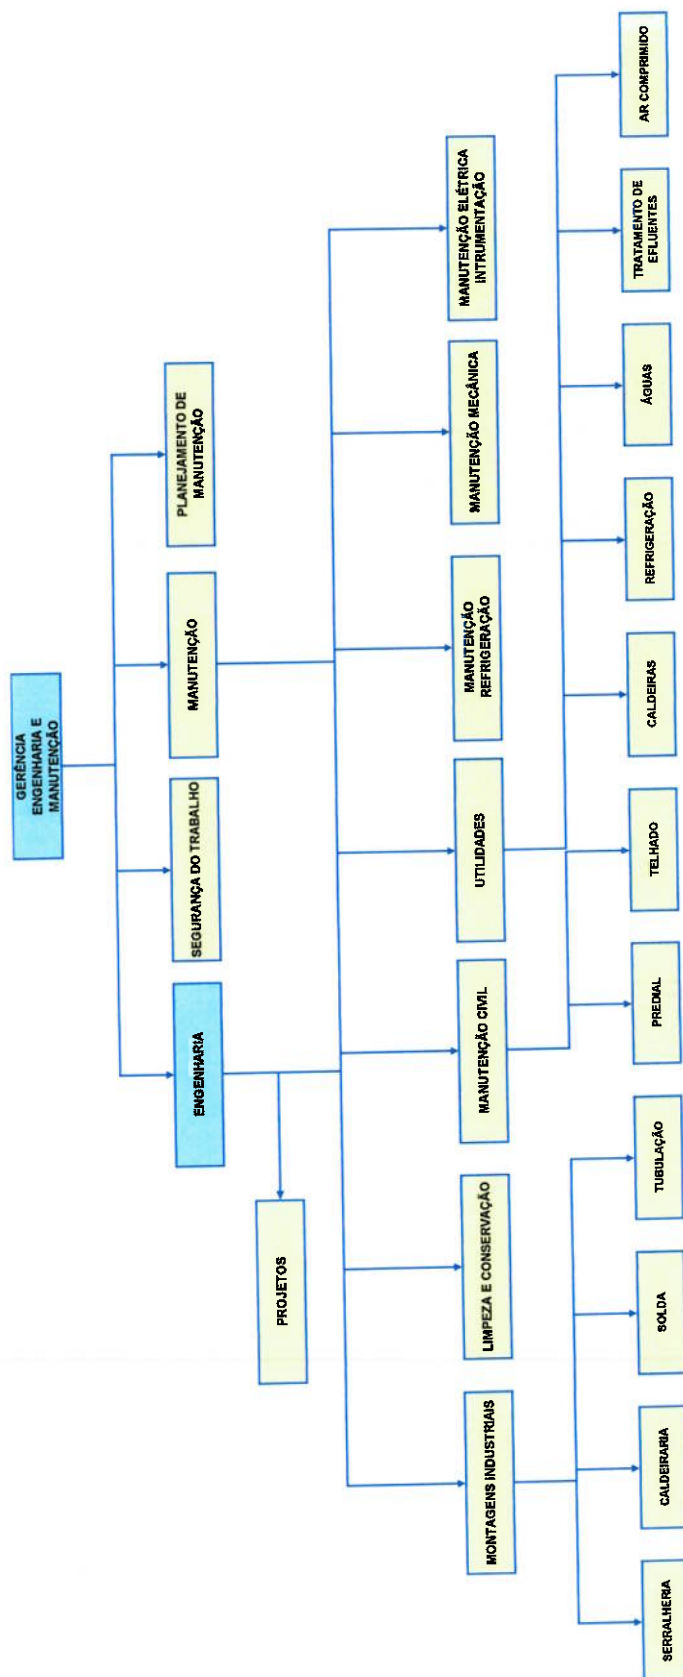 GERÊNCIA
ENGENHARIA E
MANUTENÇÃO
ENGENHARIA
SEGURANÇA DO TRABALHO
MANUTENÇÃO
PLANEJAMENTO DE
MANUTENÇÃO
PROJETOS
MONTAGENS INDUSTRIAIS
LIMPEZA E CONSERVAÇÃO
MANUTENÇÃO CIVIL
UTILIDADES
MANUTENÇÃO
REFRIGERAÇÃO
MANUTENÇÃO MECÂNICA
MANUTENÇÃO ELÉTRICA
INTRUMENTAÇÃO
SERRALHERIA
CALDEIRARIA
SOLDA
TUBULAÇÃO
PREDIAL
TELHADO
CALDEIRAS
REFRIGERAÇÃO
ÁGUAS
TRATAMENTO DE
EFLUENTES
AR COMPRIMIDO